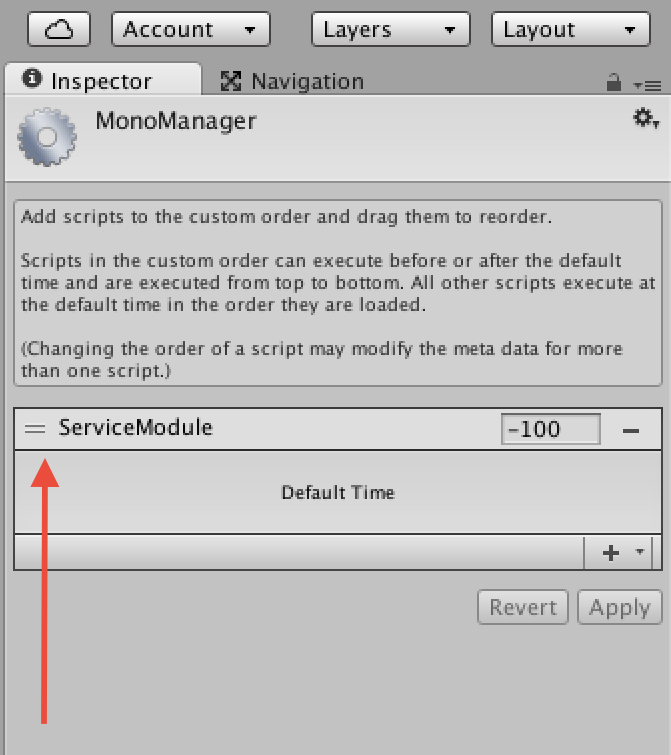 Account Layers Layout
Inspector Navigation
MonoManager
Add scripts to the custom order and drag them to reorder.
Scripts in the custom order can execute before or after the default
time and are executed from top to bottom. All other scripts execute at
the default time in the order they are loaded.
(Changing the order of a script may modify the meta data for more
than one script.)
ServiceModule -100
Default Time
Revert Apply